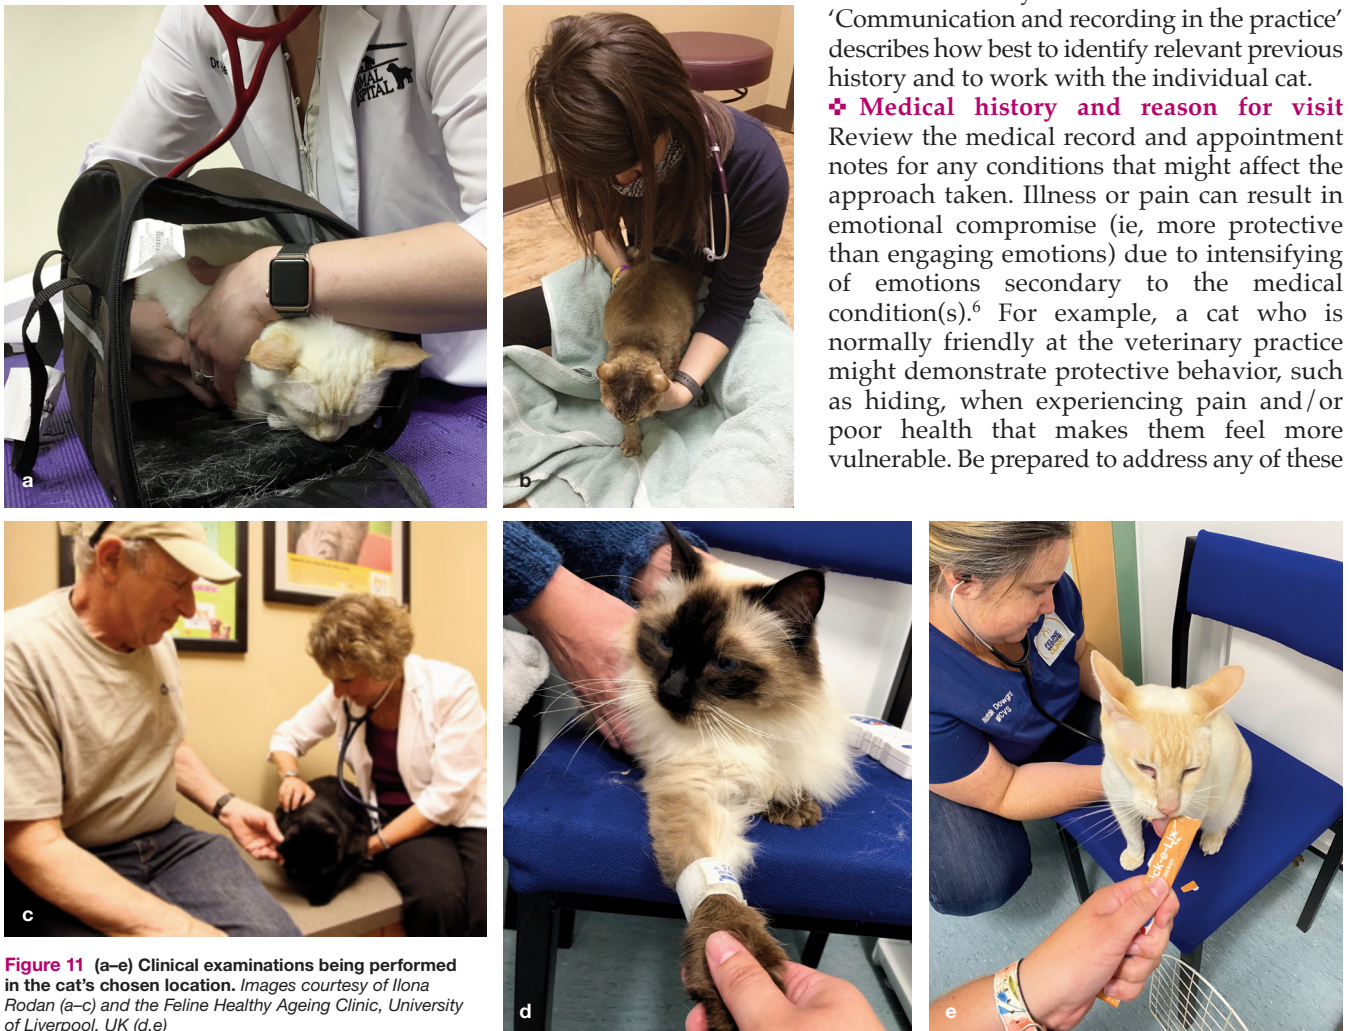 ‘Communication and recording in the practice’
describes how best to identify relevant previous
history and to work with the individual cat.
✜ Medical history and reason for visit
Review the medical record and appointment
notes for any conditions that might affect the
approach taken. Illness or pain can result in
emotional compromise (ie, more protective
than engaging emotions) due to intensifying
of emotions secondary to the medical
condition(s).⁶ For example, a cat who is
normally friendly at the veterinary practice
might demonstrate protective behavior, such
as hiding, when experiencing pain and/or
poor health that makes them feel more
vulnerable. Be prepared to address any of these
a
b
c
d
e
Figure 11 (a–e) Clinical examinations being performed
in the cat’s chosen location. Images courtesy of Ilona
Rodan (a–c) and the Feline Healthy Ageing Clinic, University
of Liverpool, UK (d,e)